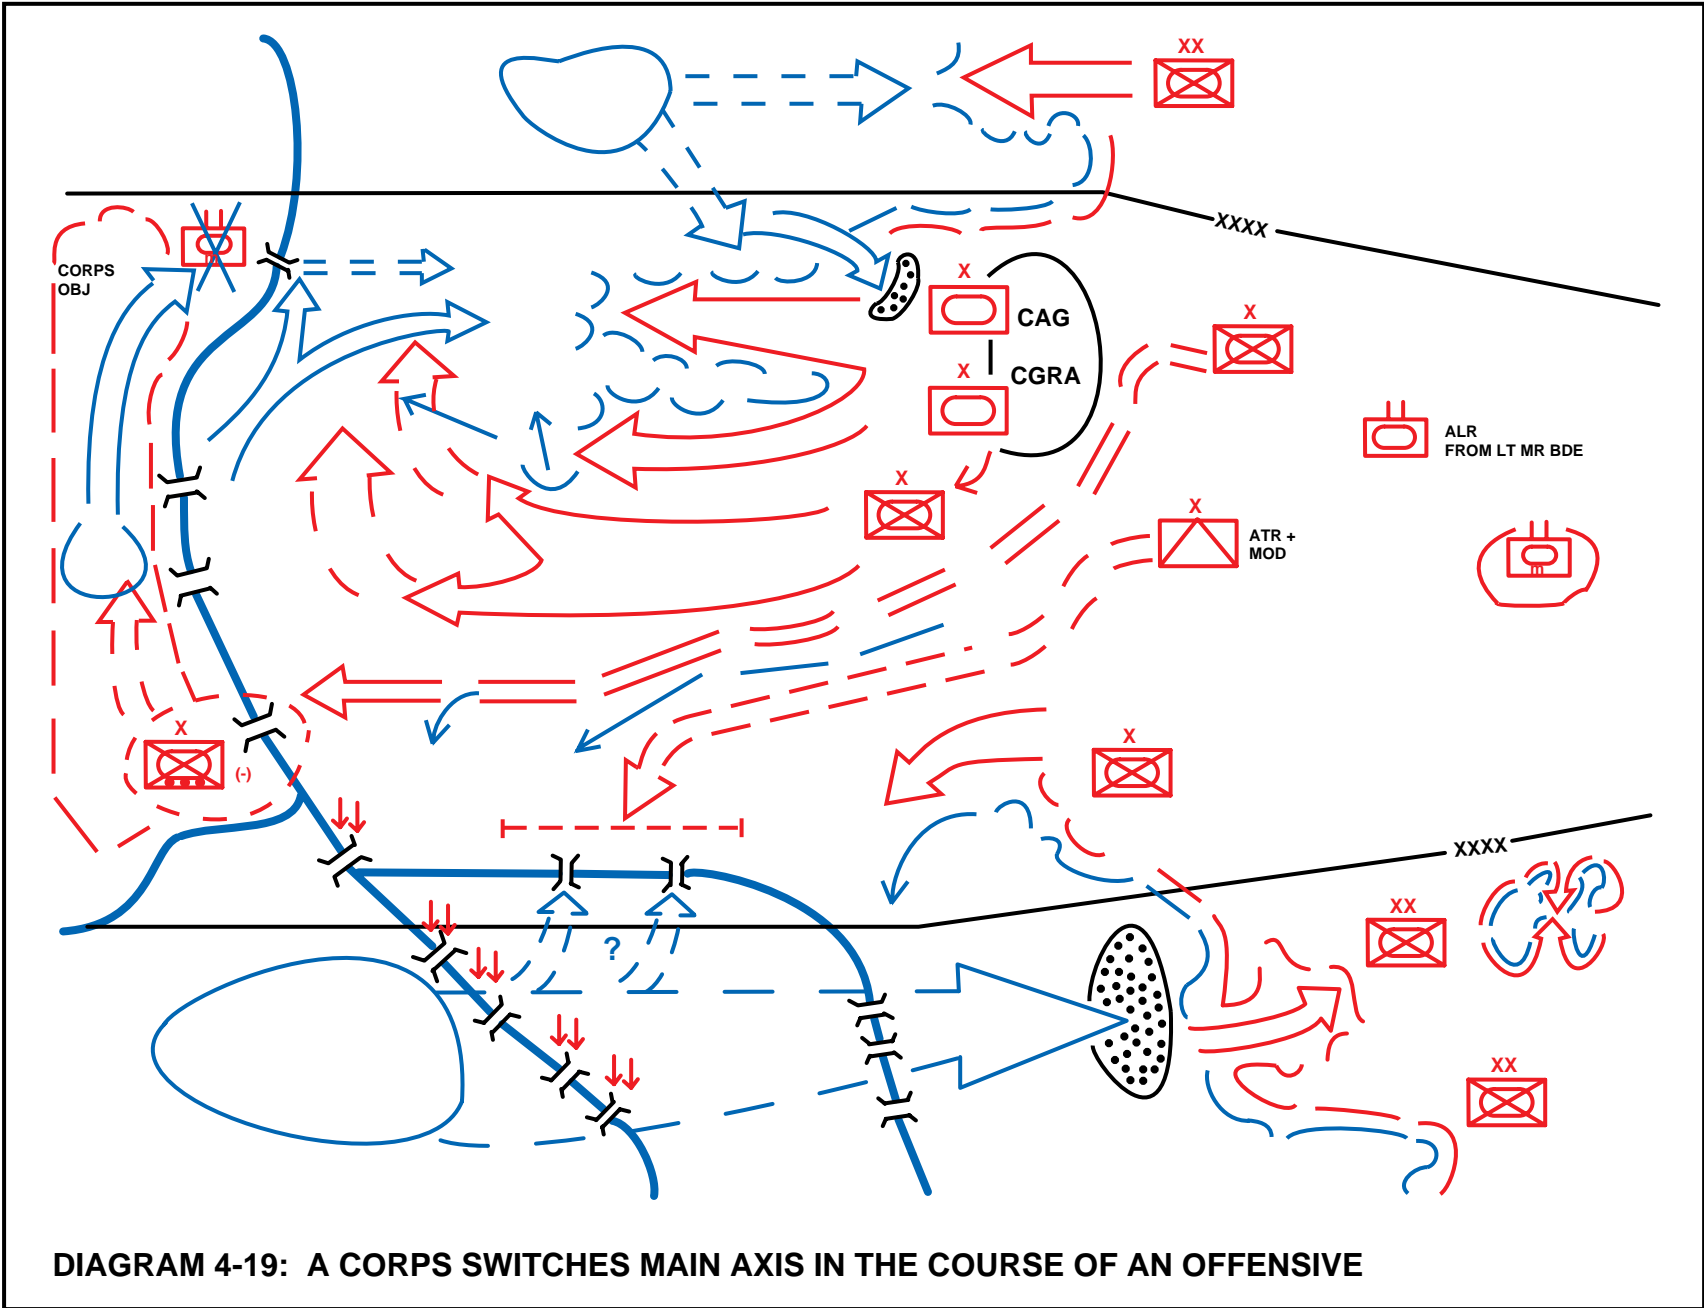 XX
XXXX
CORPS
OBJ
X
CAG
X
CGRA
X
X
ALR
FROM LT MR BDE
X
ATR +
MOD
m
m
X
(-)
X
XXXX
?
XX
XX
DIAGRAM 4-19: A CORPS SWITCHES MAIN AXIS IN THE COURSE OF AN OFFENSIVE